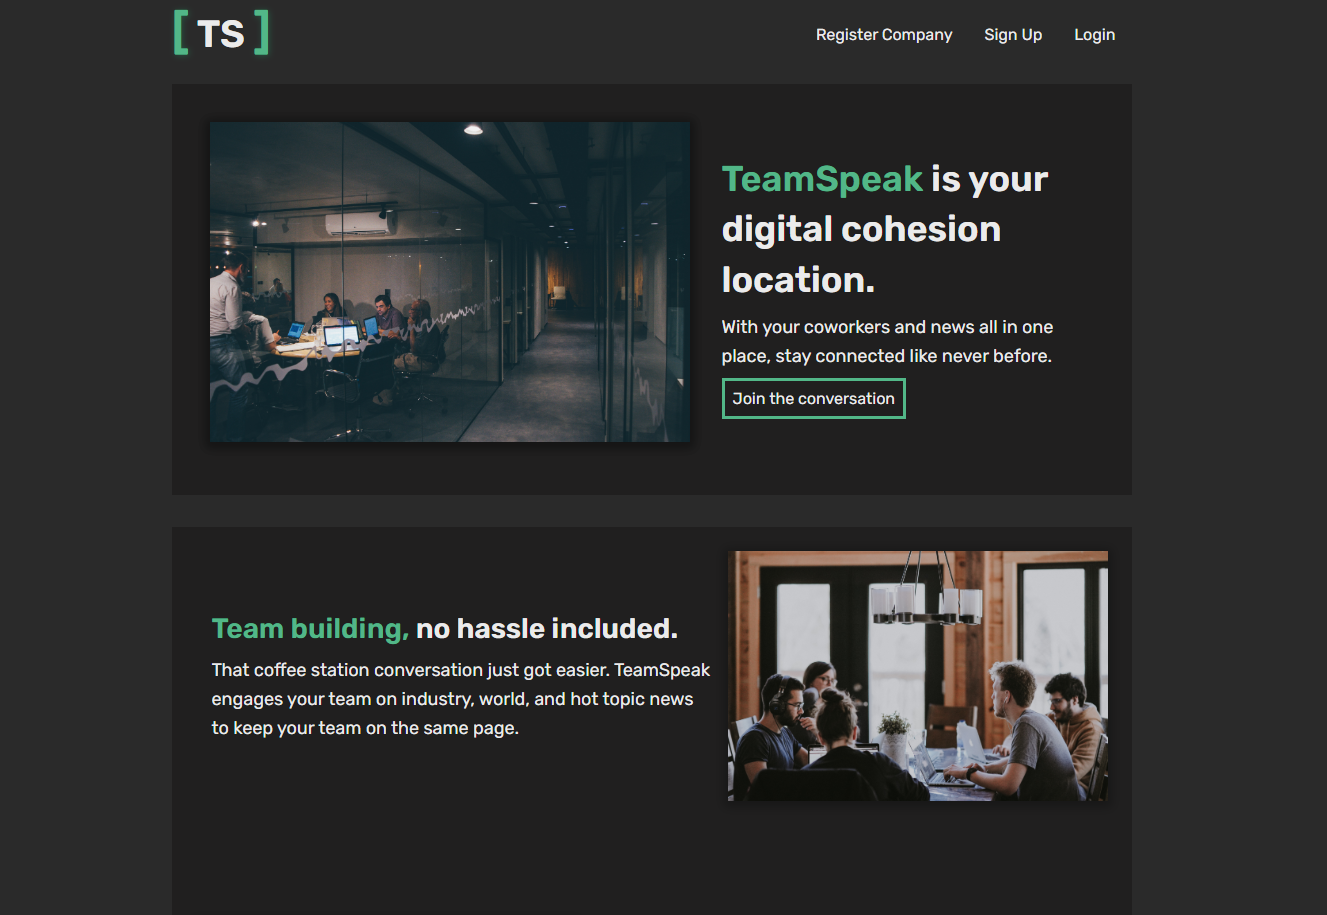 [ TS ]
Register Company Sign Up Login
TeamSpeak is your
digital cohesion
location.
With your coworkers and news all in one
place, stay connected like never before.
Join the conversation
Team building, no hassle included.
That coffee station conversation just got easier. TeamSpeak
engages your team on industry, world, and hot topic news
to keep your team on the same page.